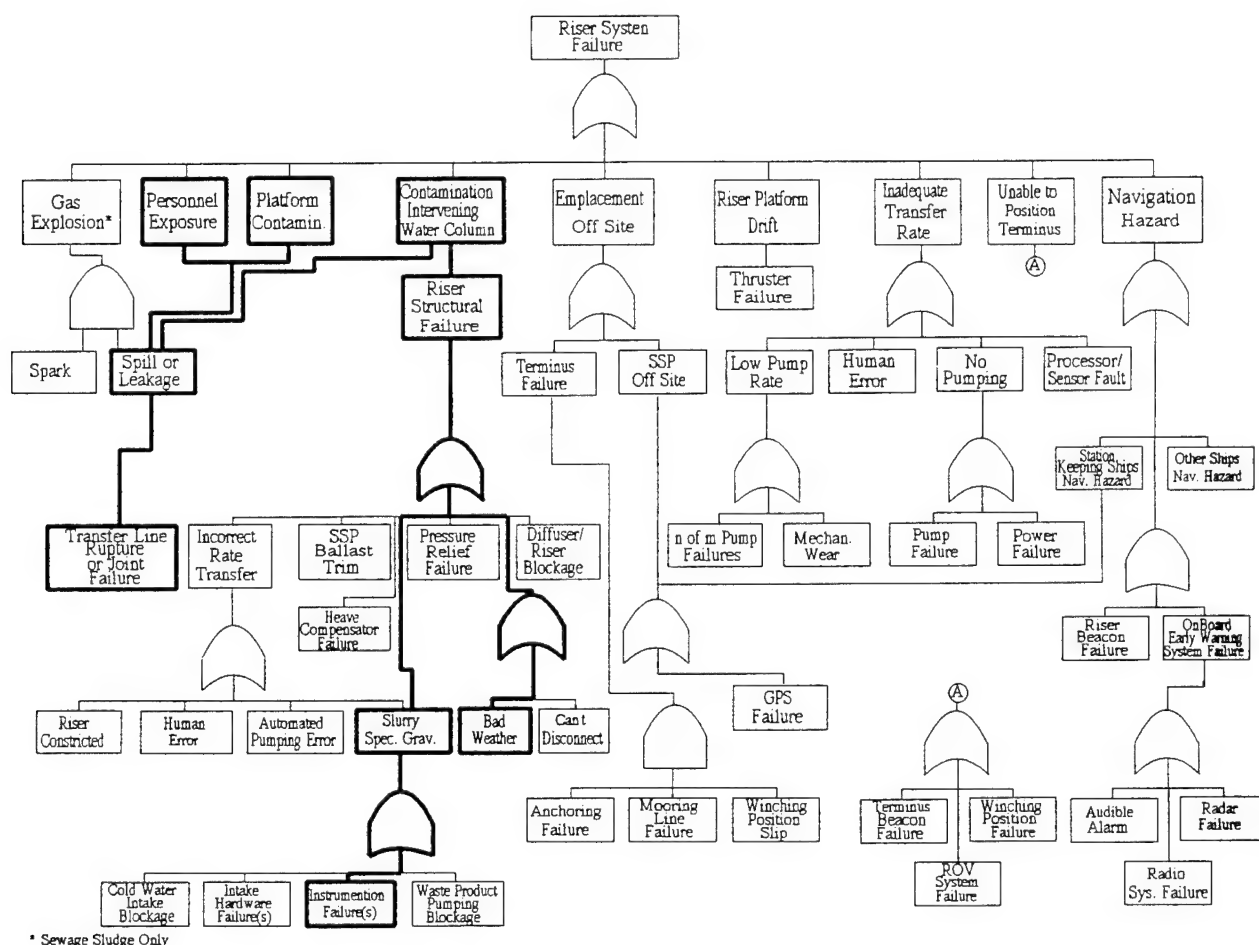 Riser Systen
Failure
Gas
Explosion*
Personnel
Exposure
Platform
Contamin.
Contamination
Intervening
Water Column
Emplacement
Off Site
Riser Platform
Drift
Inadequate
Transfer
Rate
Unable to
Position
Terminus
Navigation
Hazard
A
Riser
Structural
Failure
Thruster
Failure
Spark
Spill or
Leakage
Terminus
Failure
SSP
Off Site
Low Pump
Rate
Human
Error
No
Pumping
Processor/
Sensor Fault
Station
Keeping Ships
Nav. Hazard
Other Ships
Nav. Hazard
Transfer Line
Rupture
or Joint
Failure
Incorrect
Rate
Transfer
SSP
Ballast
Trim
Pressure
Relief
Failure
Diffuser/
Riser
Blockage
n of m Pump
Failures
Mechan.
Wear
Pump
Failure
Power
Failure
Heave
Compensator
Failure
Riser
Beacon
Failure
OnBoard
Early Warning
System Failure
Riser
Constricted
Human
Error
Automated
Pumping Error
Slurry
Spec. Grav.
Bad
Weather
Can't
Disconnect
GPS
Failure
A
Anchoring
Failure
Mooring
Line
Failure
Winching
Position
Slip
Terminus
Beacon
Failure
Winching
Position
Failure
ROV
System
Failure
Audible
Alarm
Radar
Failure
Radio
Sys. Failure
Cold Water
Intake
Blockage
Intake
Hardware
Failure(s)
Instrumention
Failure(s)
Waste Product
Pumping
Blockage
* Sewage Sludge Only